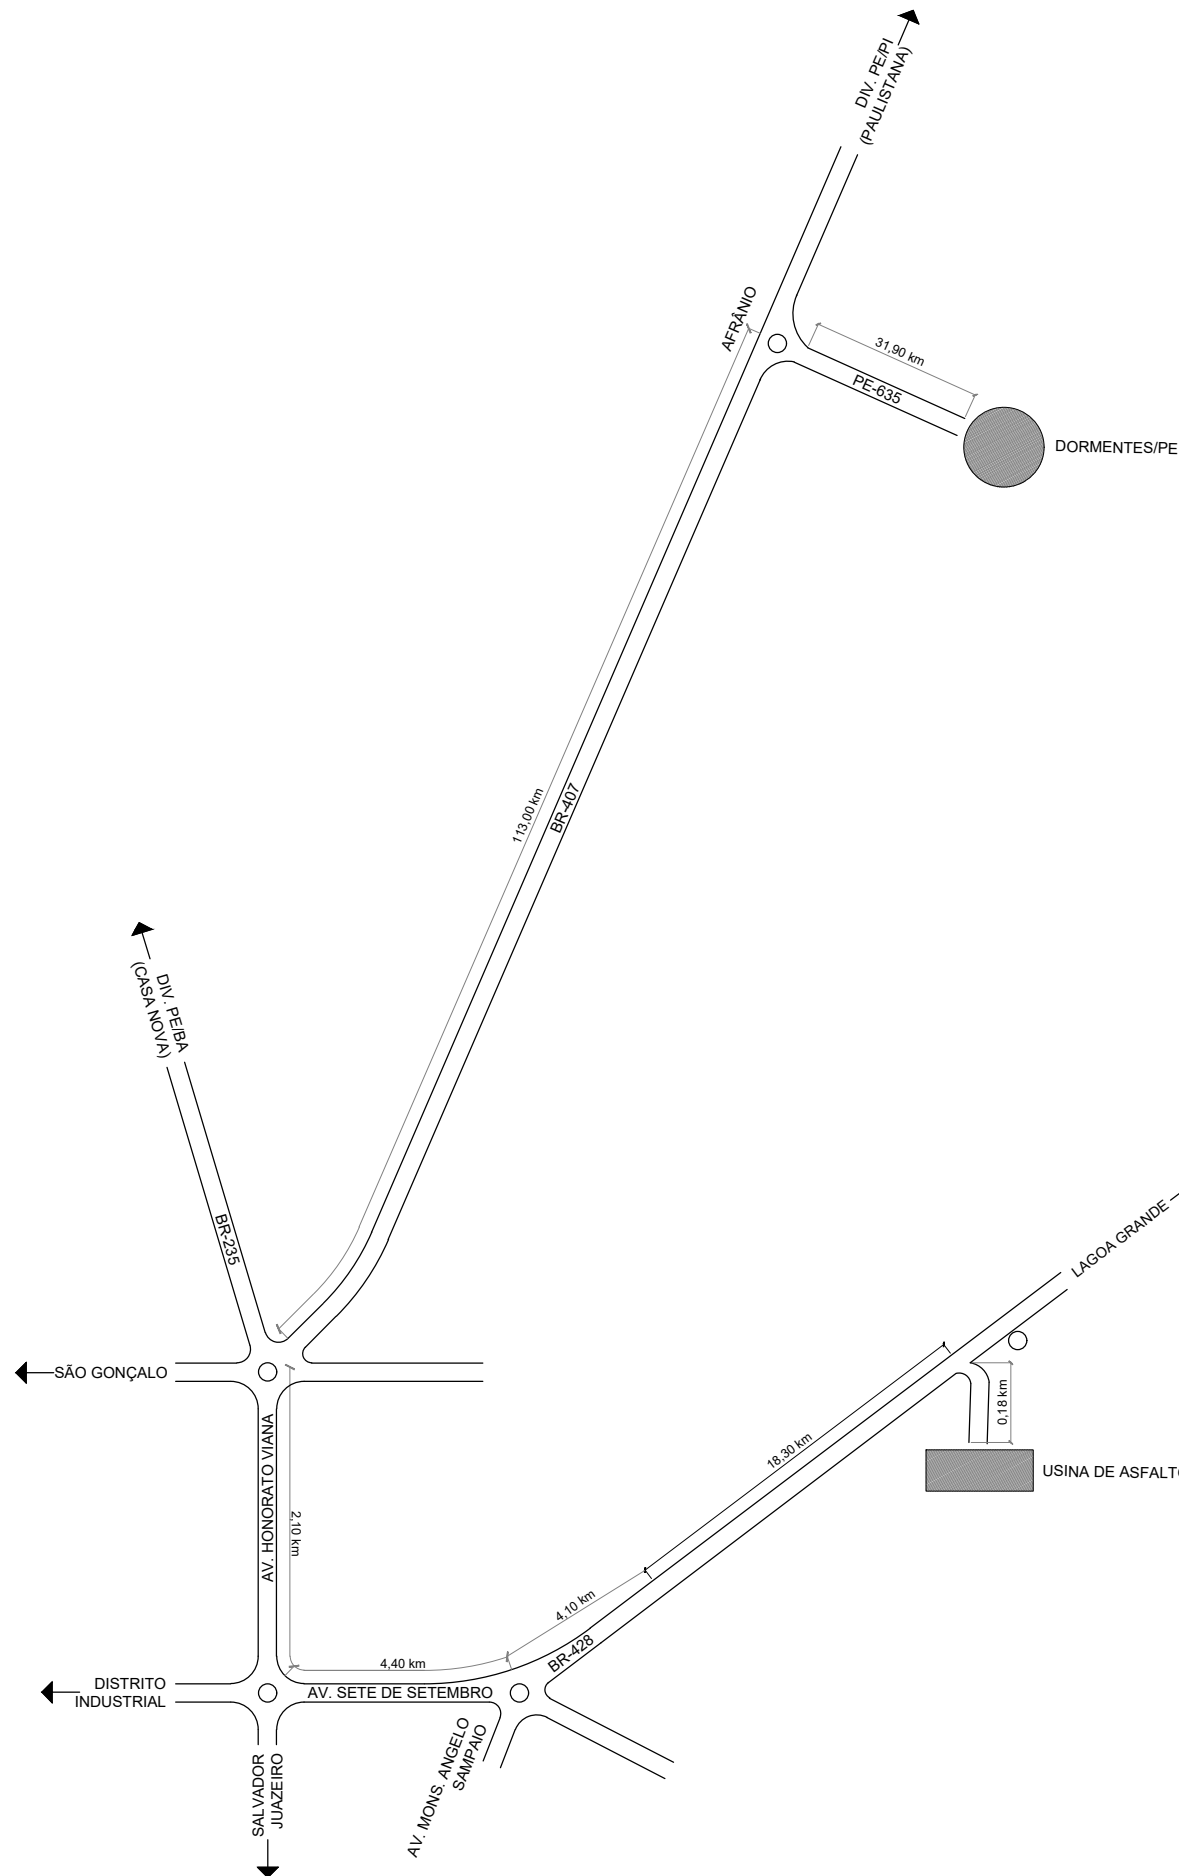 DIV. PE/PI
(PAULISTANA)
AFRÂNIO
31,90 km
PE-635
DORMENTES/PE
113,00 km
BR-407
DIV. PE/BA
(CASA NOVA)
BR-235
LAGOA GRANDE
SÃO GONÇALO
0,18 km
USINA DE ASFALTO
18,30 km
AV. HONORATO VIANA
2,10 km
4,10 km
BR-428
4,40 km
DISTRITO
INDUSTRIAL
AV. SETE DE SETEMBRO
AV. MONS. ANGELO
SAMPAIO
SALVADOR
JUAZEIRO